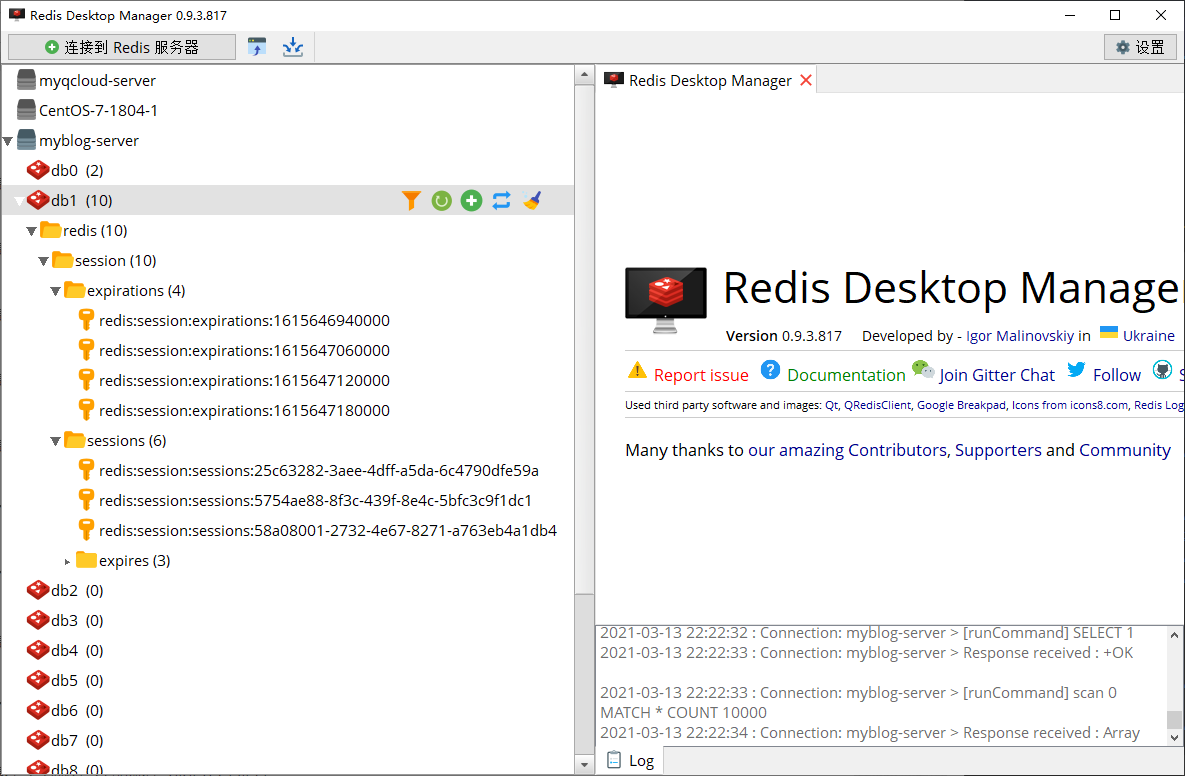 Redis Desktop Manager 0.9.3.817
连接到 Redis 服务器
设置
myqcloud-server
CentOS-7-1804-1
myblog-server
db0 (2)
db1 (10)
redis (10)
session (10)
expirations (4)
redis:session:expirations:1615646940000
redis:session:expirations:1615647060000
redis:session:expirations:1615647120000
redis:session:expirations:1615647180000
sessions (6)
redis:session:sessions:25c63282-3aee-4dff-a5da-6c4790dfe59a
redis:session:sessions:5754ae88-8f3c-439f-8e4c-5bfc3c9f1dc1
redis:session:sessions:58a08001-2732-4e67-8271-a763eb4a1db4
expires (3)
db2 (0)
db3 (0)
db4 (0)
db5 (0)
db6 (0)
db7 (0)
db8 (0)
Redis Desktop Manager
Redis Desktop Manage
Version 0.9.3.817 Developed by - Igor Malinovskiy in Ukraine
Report issue Documentation Join Gitter Chat Follow S
Used third party software and images: Qt, QRedisClient, Google Breakpad, Icons from icons8.com, Redis Log
Many thanks to our amazing Contributors, Supporters and Community
2021-03-13 22:22:32 : Connection: myblog-server > [runCommand] SELECT 1
2021-03-13 22:22:33 : Connection: myblog-server > Response received : +OK
2021-03-13 22:22:33 : Connection: myblog-server > [runCommand] scan 0
MATCH * COUNT 10000
2021-03-13 22:22:34 : Connection: myblog-server > Response received : Array
Log